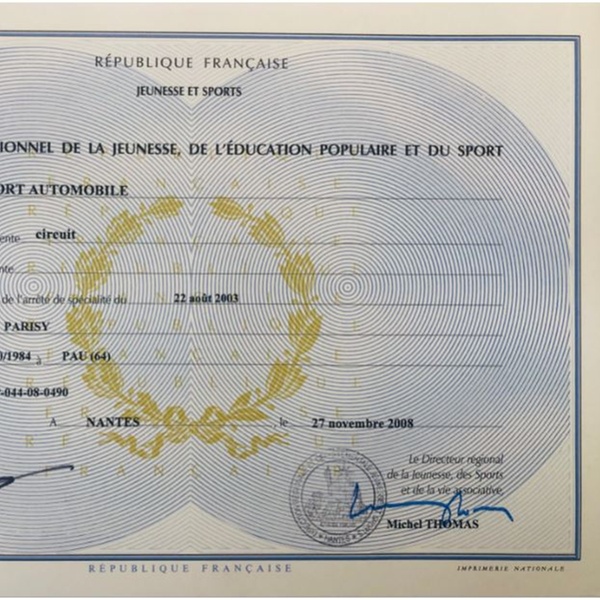 RÉPUBLIQUE FRANÇAISE
JEUNESSE ET SPORTS
IONNEL DE LA JEUNESSE, DE L'ÉDUCATION POPULAIRE ET DU SPORT
ORT AUTOMOBILE
ente circuit
nte
de l'arrêté de spécialité du 22 août 2003
PARISY
0/1984 à PAU (64)
-044-08-0490
A NANTES, le 27 novembre 2008
Le Directeur régional
de la Jeunesse, des Sports
et de la vie associative,
Michel THOMAS
RÉPUBLIQUE FRANÇAISE
IMPRIMERIE NATIONALE